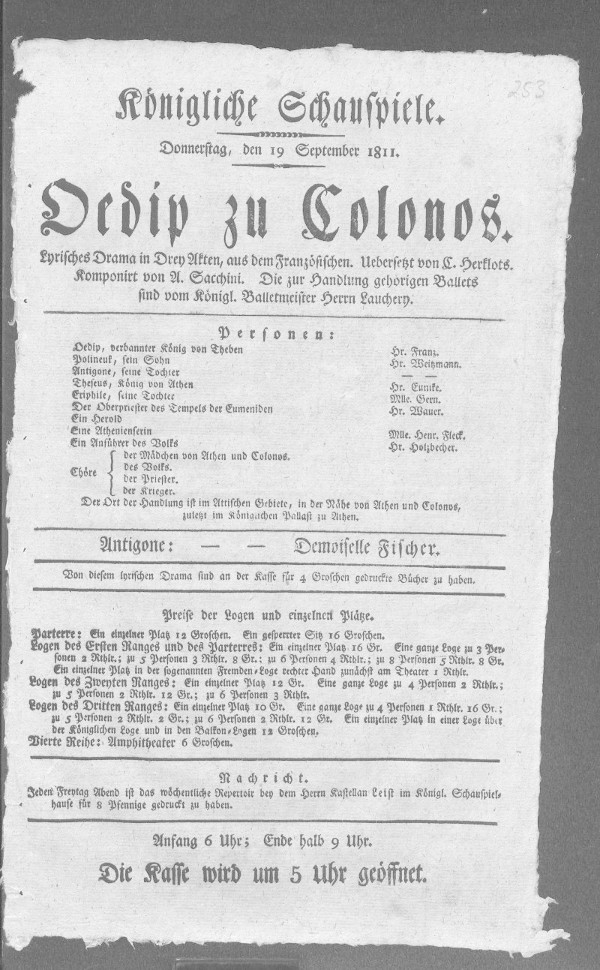 253
Königliche Schauspiele.
Donnerstag, den 19 September 1811.
Oedip zu Colonos.
Lyrisches Drama in Drey Akten, aus dem Französischen. Uebersetzt von C. Herklots.
Komponirt von A. Sacchini. Die zur Handlung gehörigen Ballets
sind vom Königl. Balletmeister Herrn Lauchery.
Personen:
Oedip, verbannter König von Theben Hr. Franz.
Polineuk, sein Sohn Hr. Weitzmann.
Antigone, seine Tochter — —
Theseus, König von Athen Hr. Eunike.
Eriphile, seine Tochter Mlle. Gern.
Der Oberpriester des Tempels der Eumeniden Hr. Wauer.
Ein Herold
Eine Athenienserin Mlle. Henr. Fleck.
Ein Anführer des Volks Hr. Holzbecher.
Chöre { der Mädchen von Athen und Colonos.
des Volks.
der Priester.
der Krieger.
Der Ort der Handlung ist im Attischen Gebiete, in der Nähe von Athen und Colonos,
zuletzt im Königlichen Pallast zu Athen.
Antigone: — — Demoiselle Fischer.
Von diesem lyrischen Drama sind an der Kasse für 4 Groschen gedruckte Bücher zu haben.
Preise der Logen und einzelnen Plätze.
Parterre: Ein einzelner Platz 12 Groschen. Ein gesperrter Sitz 16 Groschen.
Logen des Ersten Ranges und des Parterres: Ein einzelner Platz 16 Gr. Eine ganze Loge zu 3 Per-
sonen 2 Rthlr.; zu 5 Personen 3 Rthlr. 8 Gr.; zu 6 Personen 4 Rthlr.; zu 8 Personen 5 Rthlr. 8 Gr.
Ein einzelner Platz in der sogenannten Fremden-Loge rechter Hand zunächst am Theater 1 Rthlr.
Logen des Zweyten Ranges: Ein einzelner Platz 12 Gr. Eine ganze Loge zu 4 Personen 2 Rthlr.;
zu 5 Personen 2 Rthlr. 12 Gr.; zu 6 Personen 3 Rthlr.
Logen des Dritten Ranges: Ein einzelner Platz 10 Gr. Eine ganze Loge zu 4 Personen 1 Rthlr. 16 Gr.;
zu 5 Personen 2 Rthlr. 2 Gr.; zu 6 Personen 2 Rthlr. 12 Gr. Ein einzelner Platz in einer Loge über
der Königlichen Loge und in den Balkon-Logen 12 Groschen.
Vierte Reihe: Amphitheater 6 Groschen.
Nachricht.
Jeden Freytag Abend ist das wöchentliche Repertoir bey dem Herrn Kastellan Leist im Königl. Schauspiel-
hause für 8 Pfennige gedruckt zu haben.
Anfang 6 Uhr; Ende halb 9 Uhr.
Die Kasse wird um 5 Uhr geöffnet.